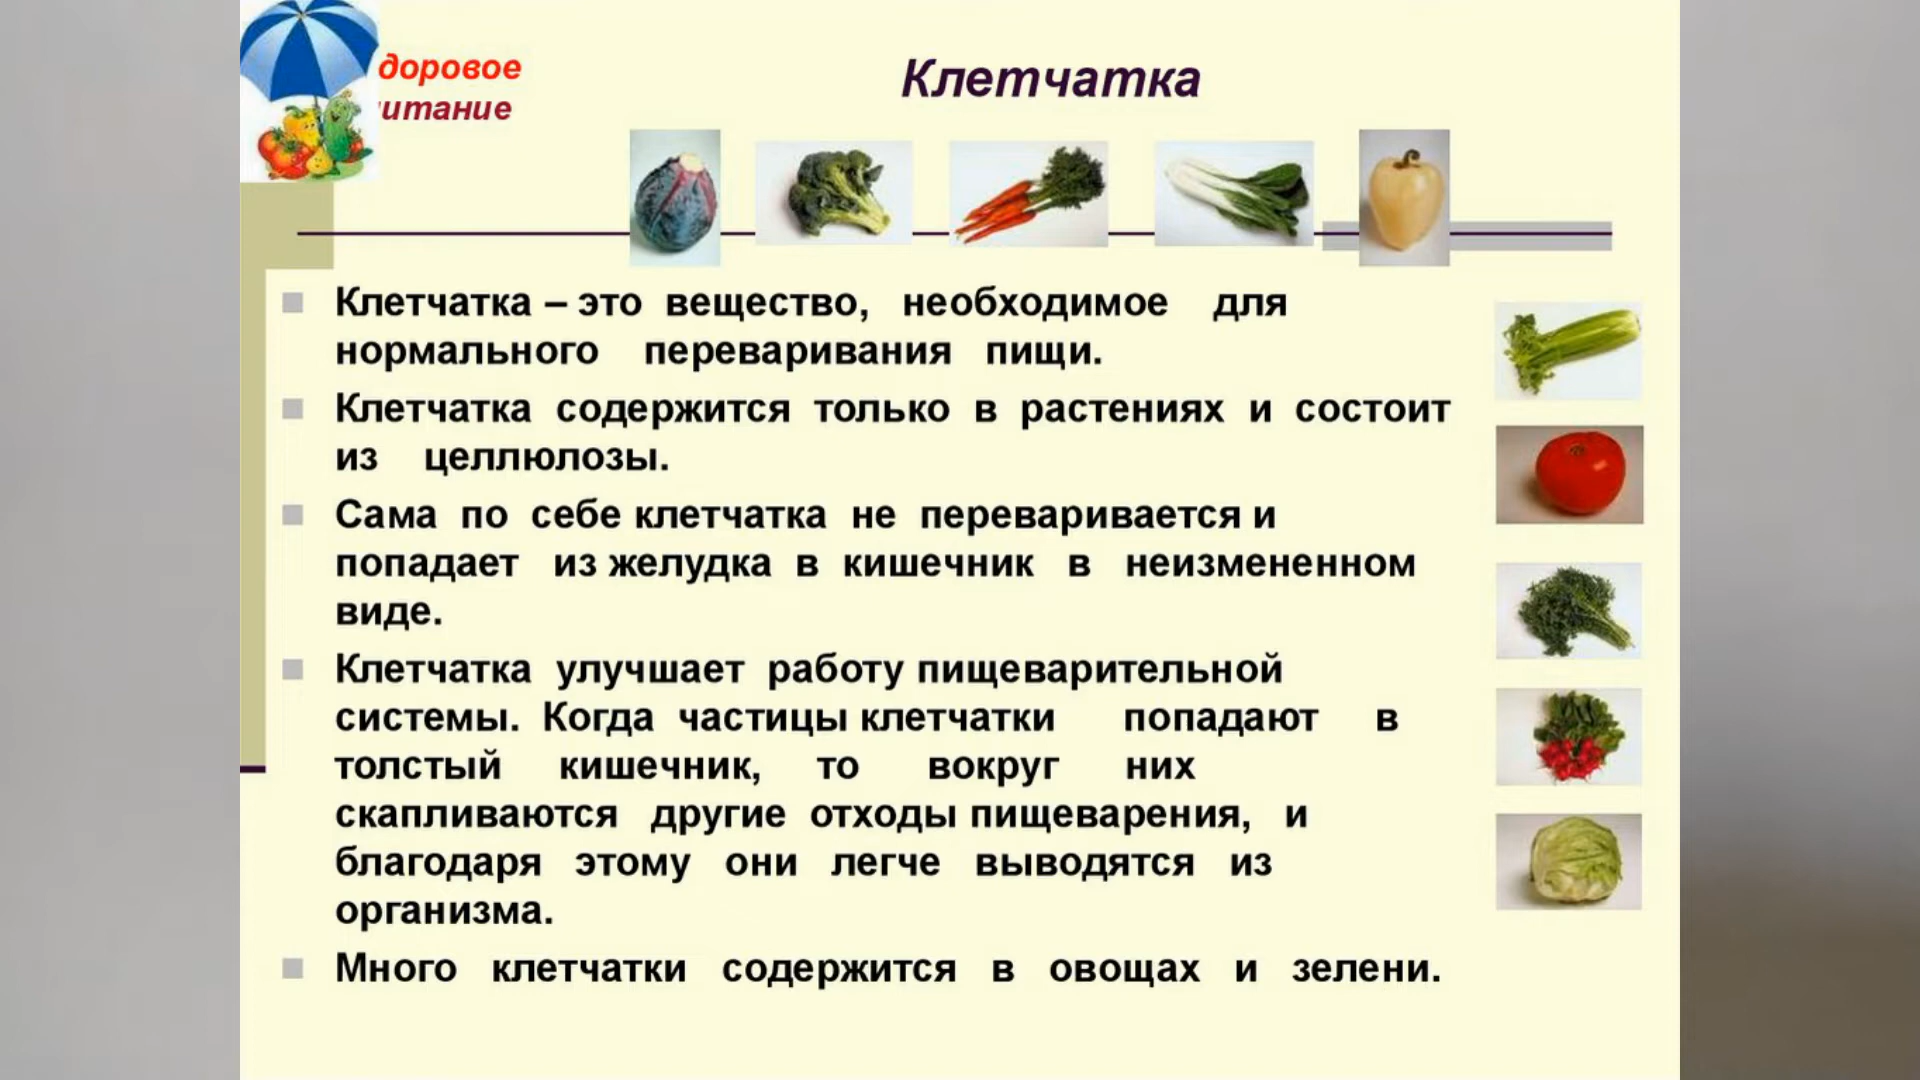 доровое
итание
Клетчатка
Клетчатка – это вещество, необходимое для
нормального переваривания пищи.
Клетчатка содержится только в растениях и состоит
из целлюлозы.
Сама по себе клетчатка не переваривается и
попадает из желудка в кишечник в неизмененном
виде.
Клетчатка улучшает работу пищеварительной
системы. Когда частицы клетчатки попадают в
толстый кишечник, то вокруг них
скапливаются другие отходы пищеварения, и
благодаря этому они легче выводятся из
организма.
Много клетчатки содержится в овощах и зелени.